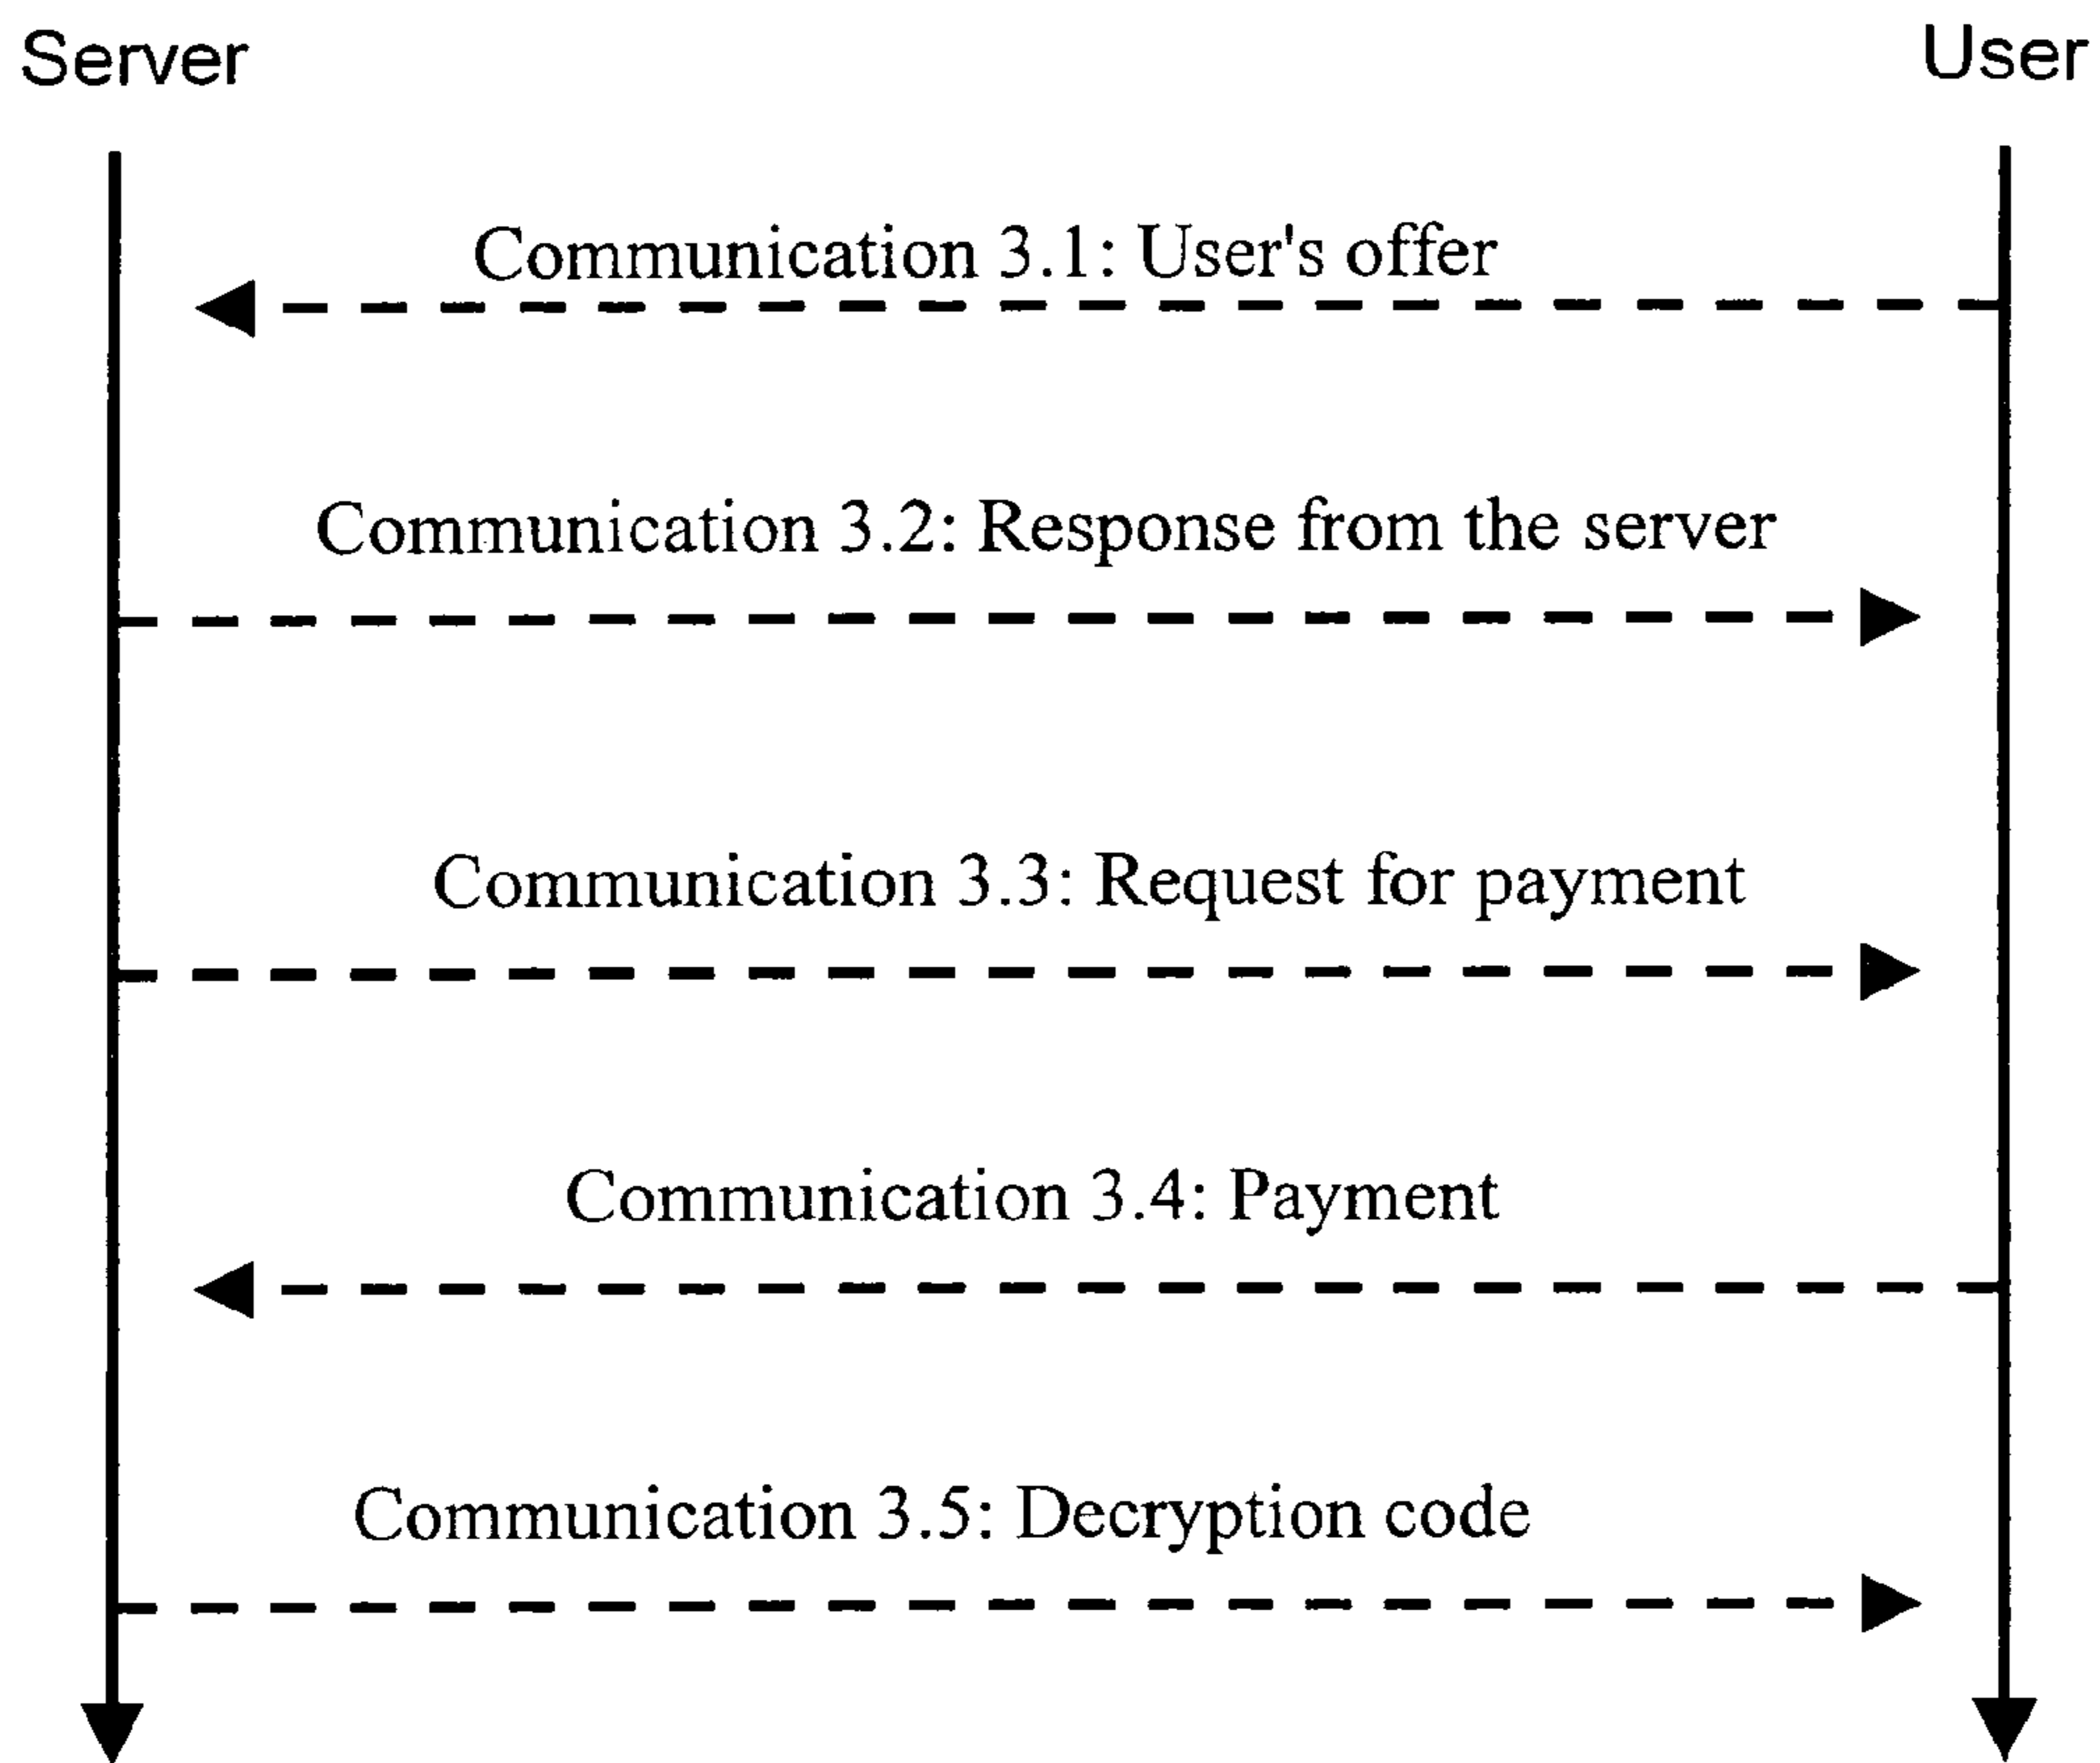 Server
User
Communication 3.1: User's offer
Communication 3.2: Response from the server
Communication 3.3: Request for payment
Communication 3.4: Payment
Communication 3.5: Decryption code